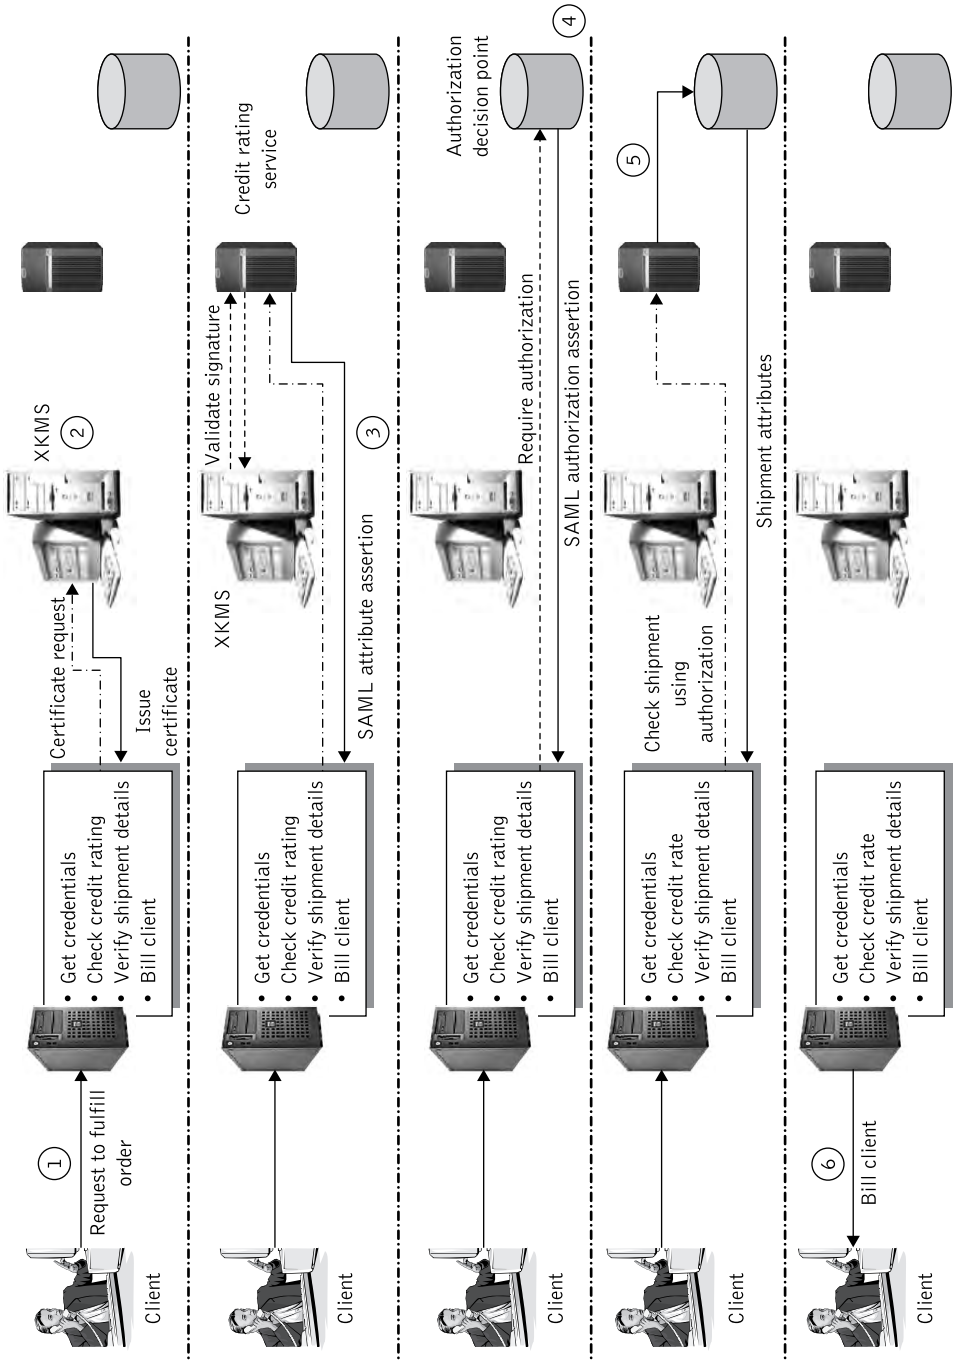 1
Request to fulfill
order
Client
• Get credentials
• Check credit rating
• Verify shipment details
• Bill client
Certificate request
Issue
certificate
XKMS
2
Client
• Get credentials
• Check credit rating
• Verify shipment details
• Bill client
XKMS
Validate signature
SAML attribute assertion
3
Credit rating
service
Client
• Get credentials
• Check credit rating
• Verify shipment details
• Bill client
Require authorization
SAML authorization assertion
Authorization
decision point
4
Client
• Get credentials
• Check credit rate
• Verify shipment details
• Bill client
Check shipment
using
authorization
Shipment attributes
5
Client
6
Bill client
• Get credentials
• Check credit rate
• Verify shipment details
• Bill client